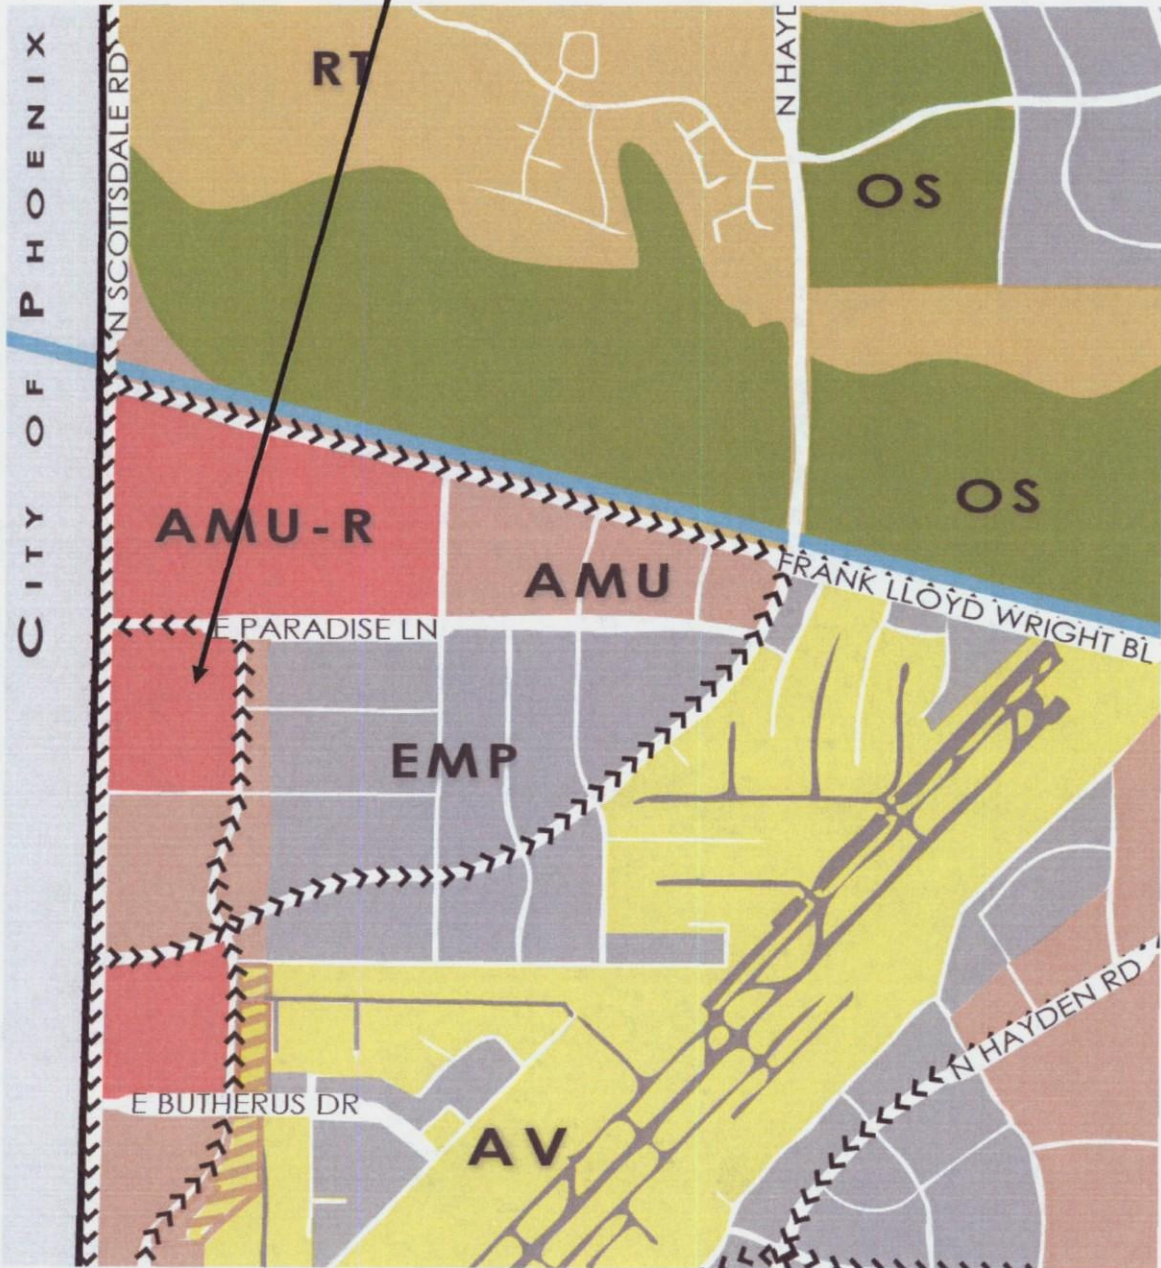 CITY OF PHOENIX
N SCOTTSDALE RD
RT
N HAYD
OS
OS
AMU-R
AMU
FRANK LLOYD WRIGHT BL
E PARADISE LN
EMP
N HAYDEN RD
E BUTHERUS DR
AV